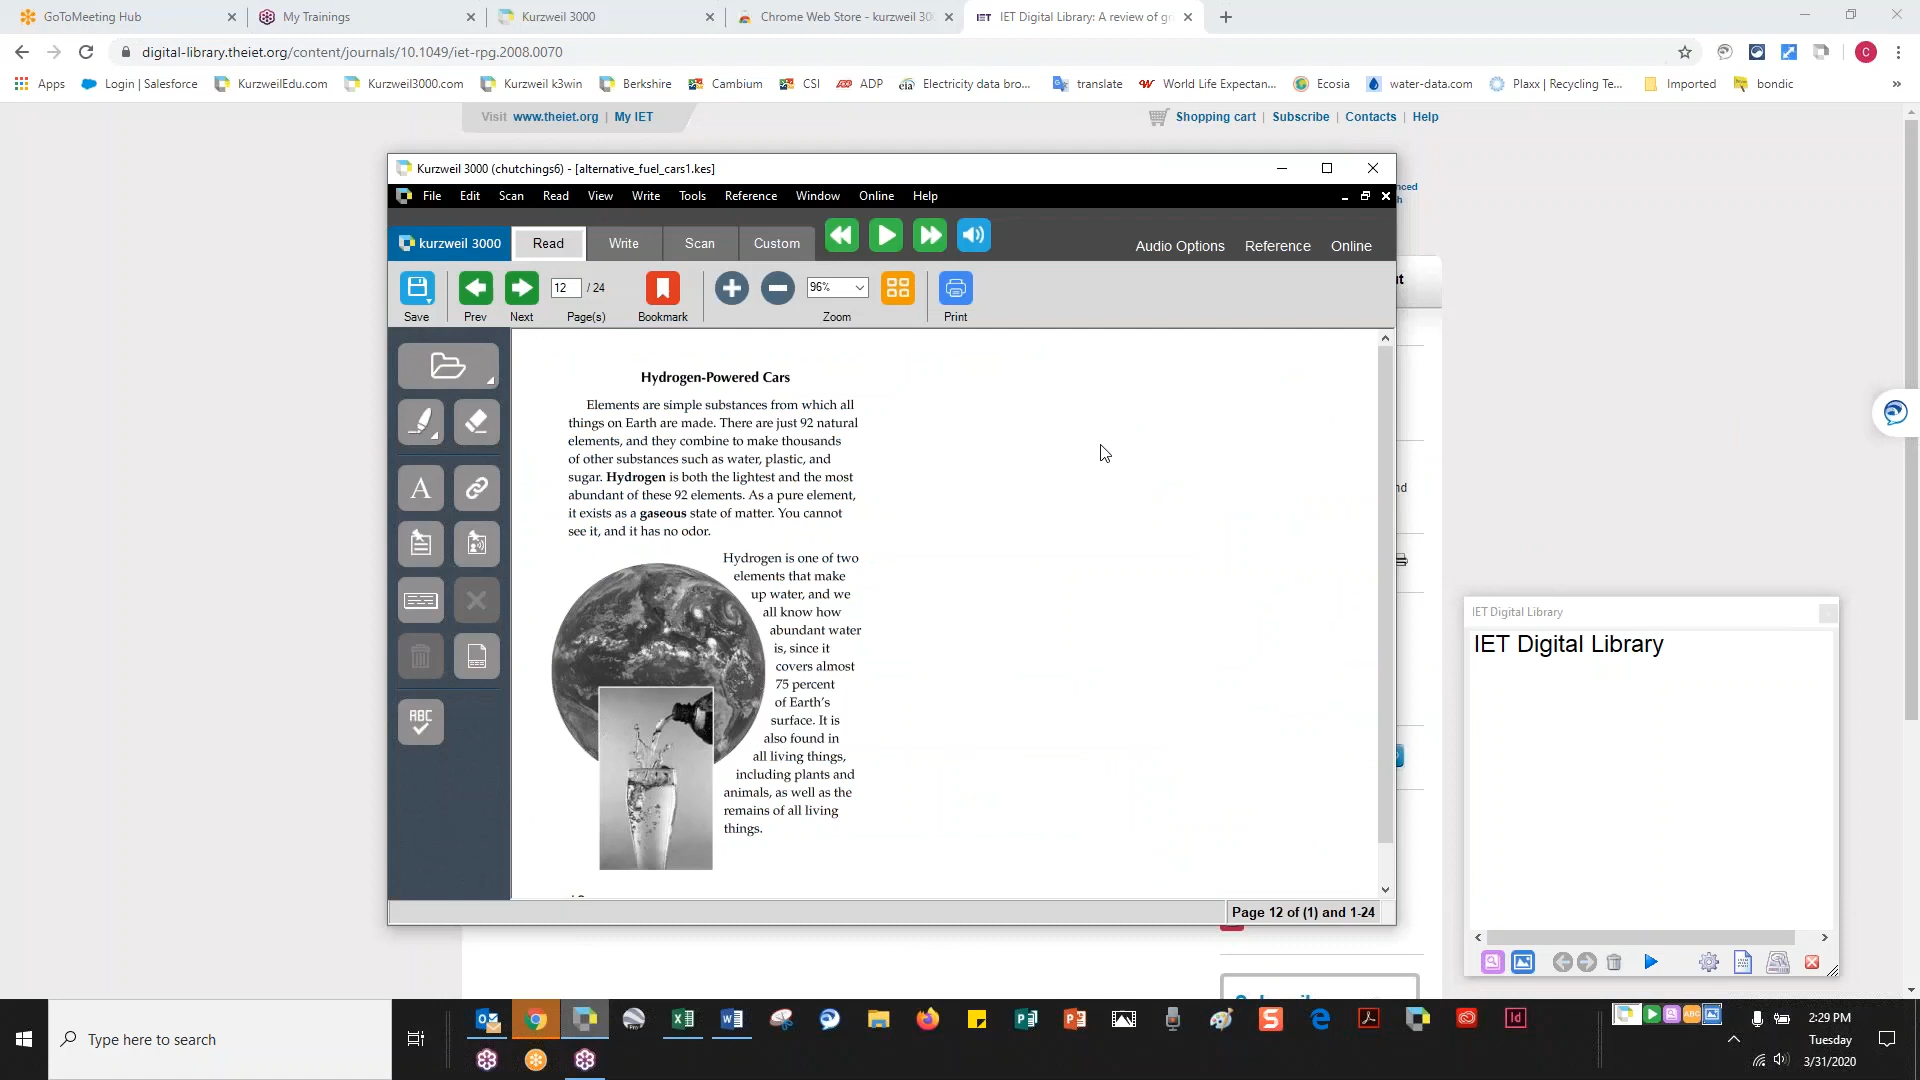 GoToMeeting Hub
My Trainings
Kurzweil 3000
Chrome Web Store - kurzweil 300
IET Digital Library: A review of gr
digital-library.theiet.org/content/journals/10.1049/iet-rpg.2008.0070
C
Apps
Login | Salesforce
KurzweilEdu.com
Kurzweil3000.com
Kurzweil k3win
Berkshire
Cambium
CSI
ADP
Electricity data bro...
translate
World Life Expectan...
Ecosia
water-data.com
Plaxx | Recycling Te...
Imported
bondic
Visit www.theiet.org | My IET
Shopping cart | Subscribe | Contacts | Help
Kurzweil 3000 (chutchings6) - [alternative_fuel_cars1.kes]
File Edit Scan Read View Write Tools Reference Window Online Help
kurzweil 3000
Read
Write
Scan
Custom
Audio Options
Reference
Online
12 / 24
96%
Save
Prev
Next
Page(s)
Bookmark
Zoom
Print
A
ABC
Hydrogen-Powered Cars
Elements are simple substances from which all
things on Earth are made. There are just 92 natural
elements, and they combine to make thousands
of other substances such as water, plastic, and
sugar. Hydrogen is both the lightest and the most
abundant of these 92 elements. As a pure element,
it exists as a gaseous state of matter. You cannot
see it, and it has no odor.
Hydrogen is one of two
elements that make
up water, and we
all know how
abundant water
is, since it
covers almost
75 percent
of Earth's
surface. It is
also found in
all living things,
including plants and
animals, as well as the
remains of all living
things.
Page 12 of (1) and 1-24
IET Digital Library
IET Digital Library
Type here to search
2:29 PM
Tuesday
3/31/2020